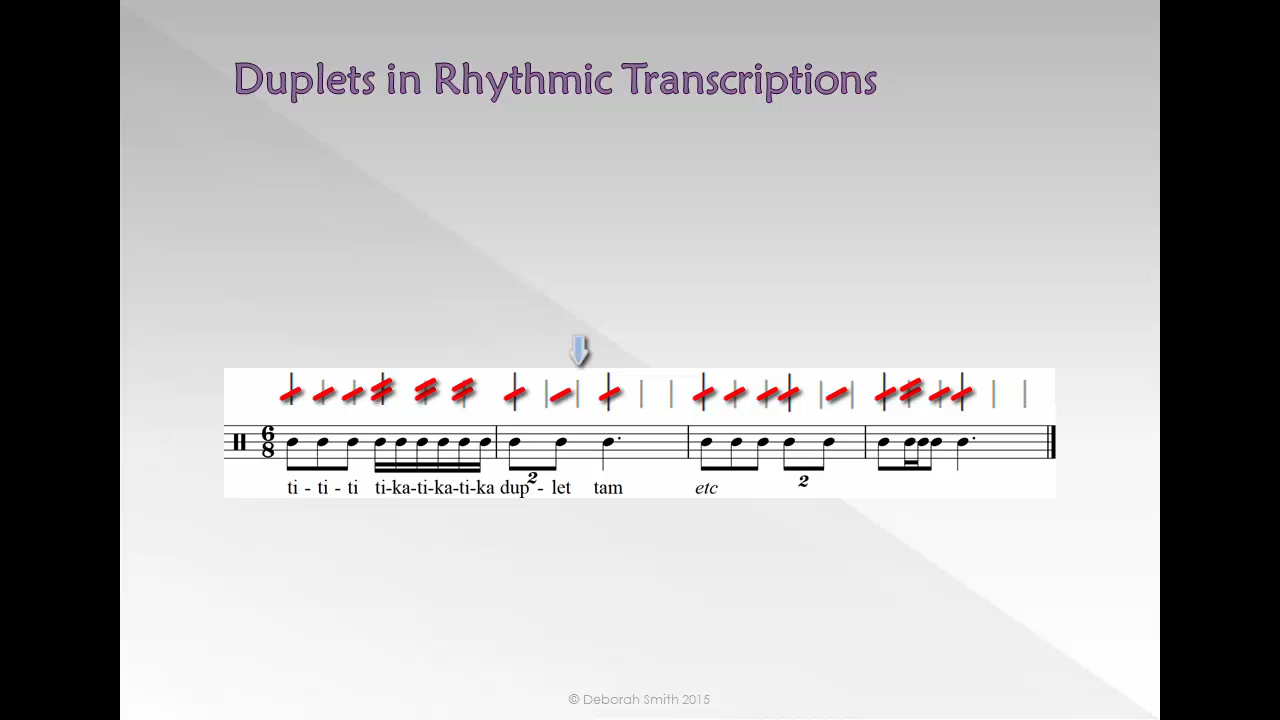 Duplets in Rhythmic Transcriptions
6
8
2
2
ti - ti - ti ti-ka-ti-ka-ti-ka dup - let tam etc
© Deborah Smith 2015